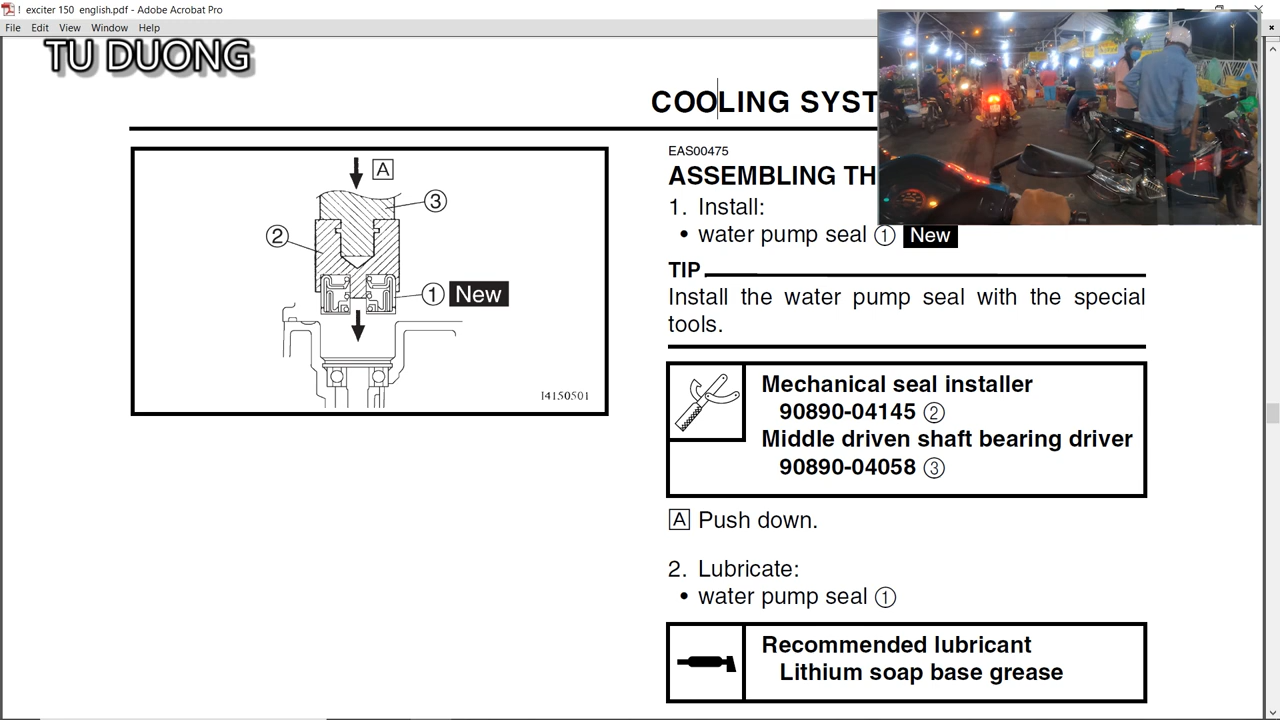 ! exciter 150 english.pdf - Adobe Acrobat Pro
File Edit View Window Help
TU DUONG
COOLING SYST
A
3
2
1 New
I4150501
EAS00475
ASSEMBLING TH
1. Install:
• water pump seal 1 New
TIP
Install the water pump seal with the special
tools.
Mechanical seal installer
90890-04145 2
Middle driven shaft bearing driver
90890-04058 3
A Push down.
2. Lubricate:
• water pump seal 1
Recommended lubricant
Lithium soap base grease